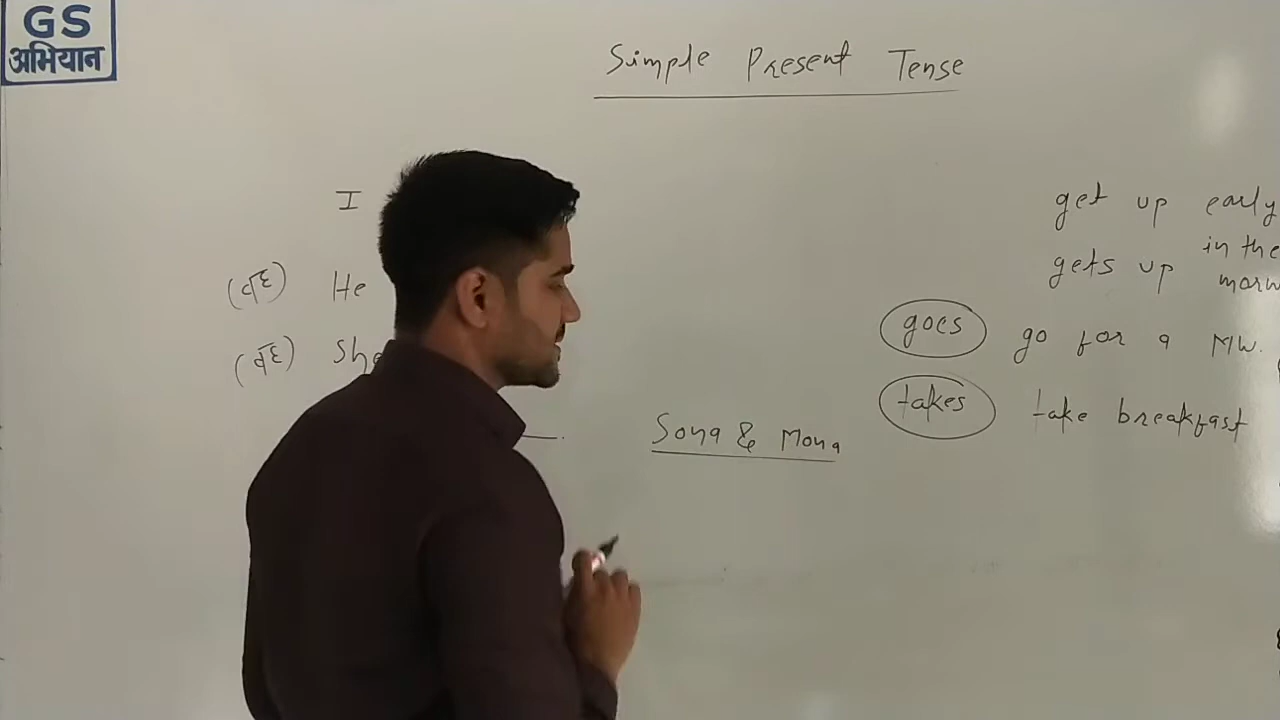 GS
अभियान
Simple Present Tense
I
get up early
in the
(वह) He
gets up
goes
go for a MW.
(वह) She
takes
take breakfast
Sona & Mona